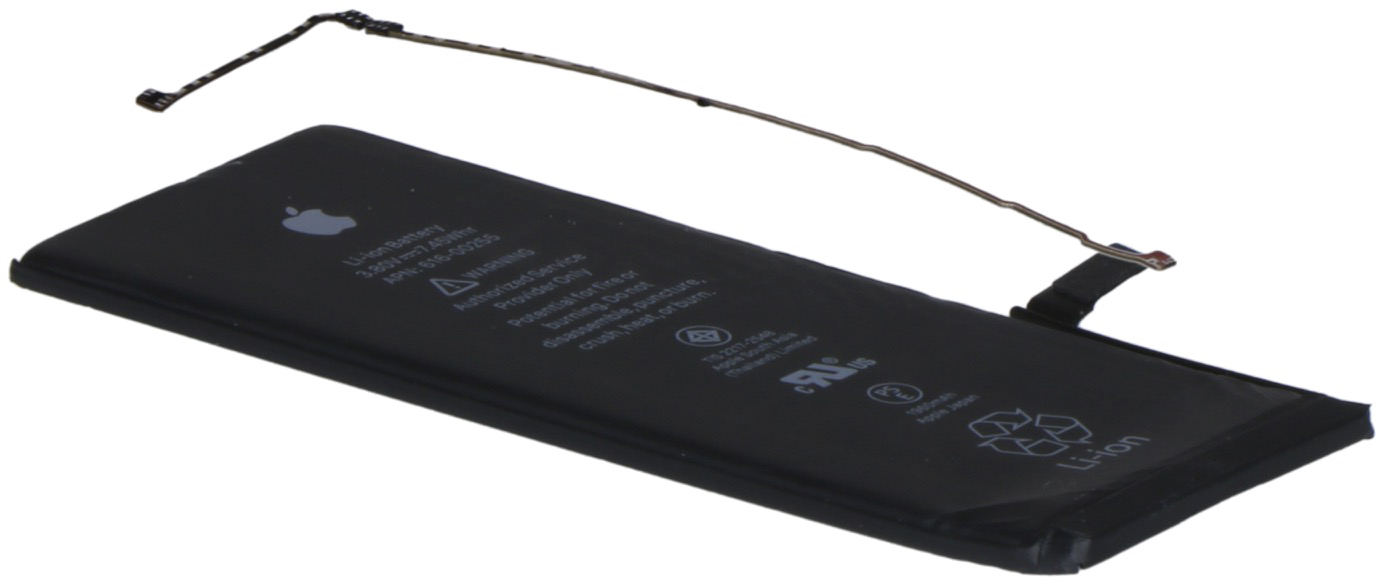 Li-ion Battery
3.80V⎓7.45Whr
APN: 616-00255
WARNING
Authorized Service
Provider Only
Potential for fire or
burning. Do not
disassemble, puncture,
crush, heat, or burn.
TIS 2217-2548
Apple South Asia
(Thailand) Limited
c RU® US
PS
E
1960mAh
Apple Japan
Li-ion